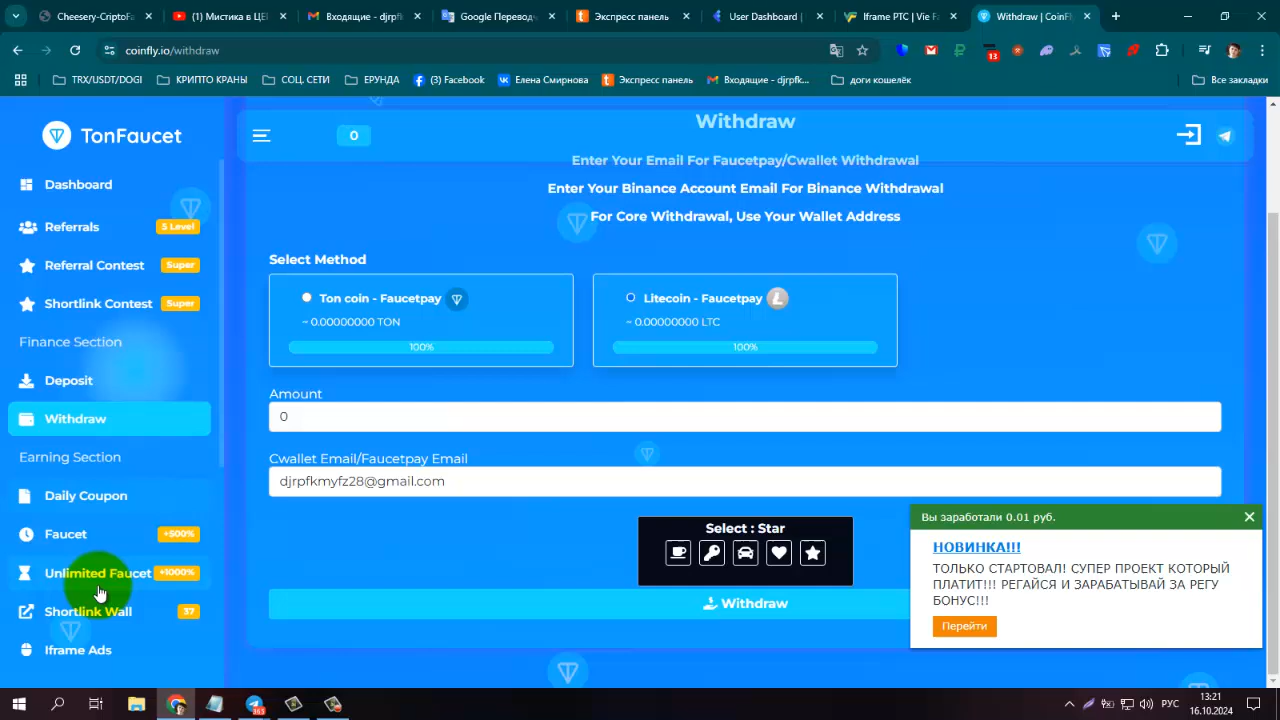 Cheesery-CriptoFa
(1) Мистика в ЦЕН
Входящие - djrpfk
Google Переводч
Экспресс панель
User Dashboard |
Iframe PTC | Vie Fa
Withdraw | CoinFly
coinfly.io/withdraw
13
TRX/USDT/DOGI
КРИПТО КРАНЫ
СОЦ. СЕТИ
ЕРУНДА
(3) Facebook
Елена Смирнова
Экспресс панель
Входящие - djrpfk...
доги кошелёк
Все закладки
TonFaucet
0
Withdraw
Dashboard
Enter Your Email For Faucetpay/Cwallet Withdrawal
Enter Your Binance Account Email For Binance Withdrawal
For Core Withdrawal, Use Your Wallet Address
Referrals
5 Level
Referral Contest
Super
Shortlink Contest
Super
Finance Section
Deposit
Withdraw
Earning Section
Daily Coupon
Faucet
+500%
Unlimited Faucet
+1000%
Shortlink Wall
37
Iframe Ads
Select Method
Ton coin - Faucetpay
~ 0.00000000 TON
100%
Litecoin - Faucetpay
~ 0.00000000 LTC
100%
Amount
0
Cwallet Email/Faucetpay Email
djrpfkmyfz28@gmail.com
Select : Star
Withdraw
Вы заработали 0.01 руб.
НОВИНКА!!!
ТОЛЬКО СТАРТОВАЛ! СУПЕР ПРОЕКТ КОТОРЫЙ
ПЛАТИТ!!! РЕГАЙСЯ И ЗАРАБАТЫВАЙ ЗА РЕГУ
БОНУС!!!
Перейти
РУС
13:21
16.10.2024